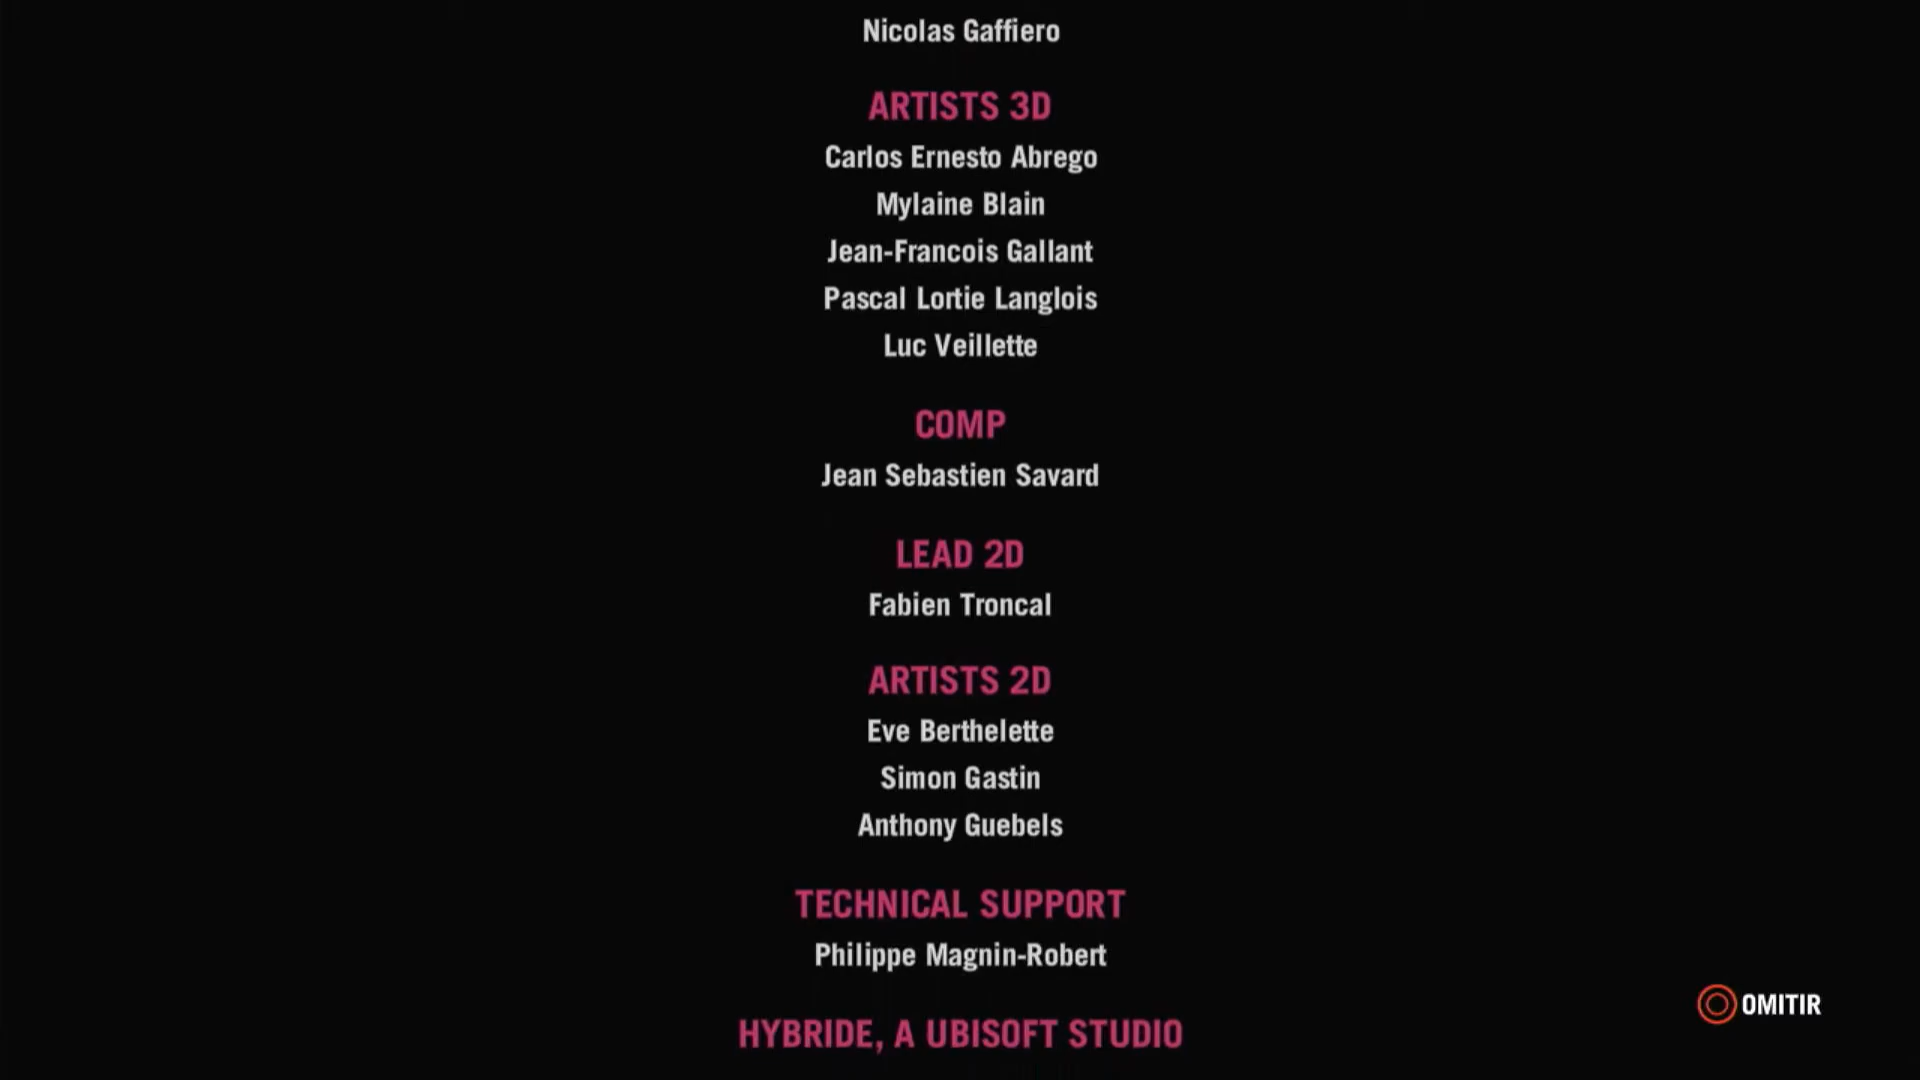 Nicolas Gaffiero
ARTISTS 3D
Carlos Ernesto Abrego
Mylaine Blain
Jean-Francois Gallant
Pascal Lortie Langlois
Luc Veillette
COMP
Jean Sebastien Savard
LEAD 2D
Fabien Troncal
ARTISTS 2D
Eve Berthelette
Simon Gastin
Anthony Guebels
TECHNICAL SUPPORT
Philippe Magnin-Robert
OMITIR
HYBRIDE, A UBISOFT STUDIO